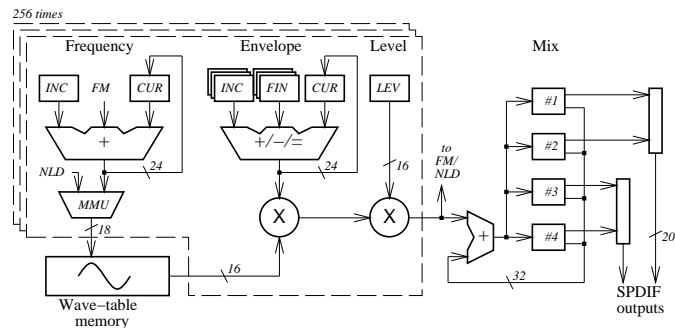 256 times
Frequency
Envelope
Level
Mix
INC
FM
CUR
INC
FIN
CUR
LEV
#1
+
+/−/=
to
FM/
NLD
#2
24
24
16
NLD
MMU
#3
X
X
+
#4
18
20
16
32
Wave−table
memory
SPDIF
outputs